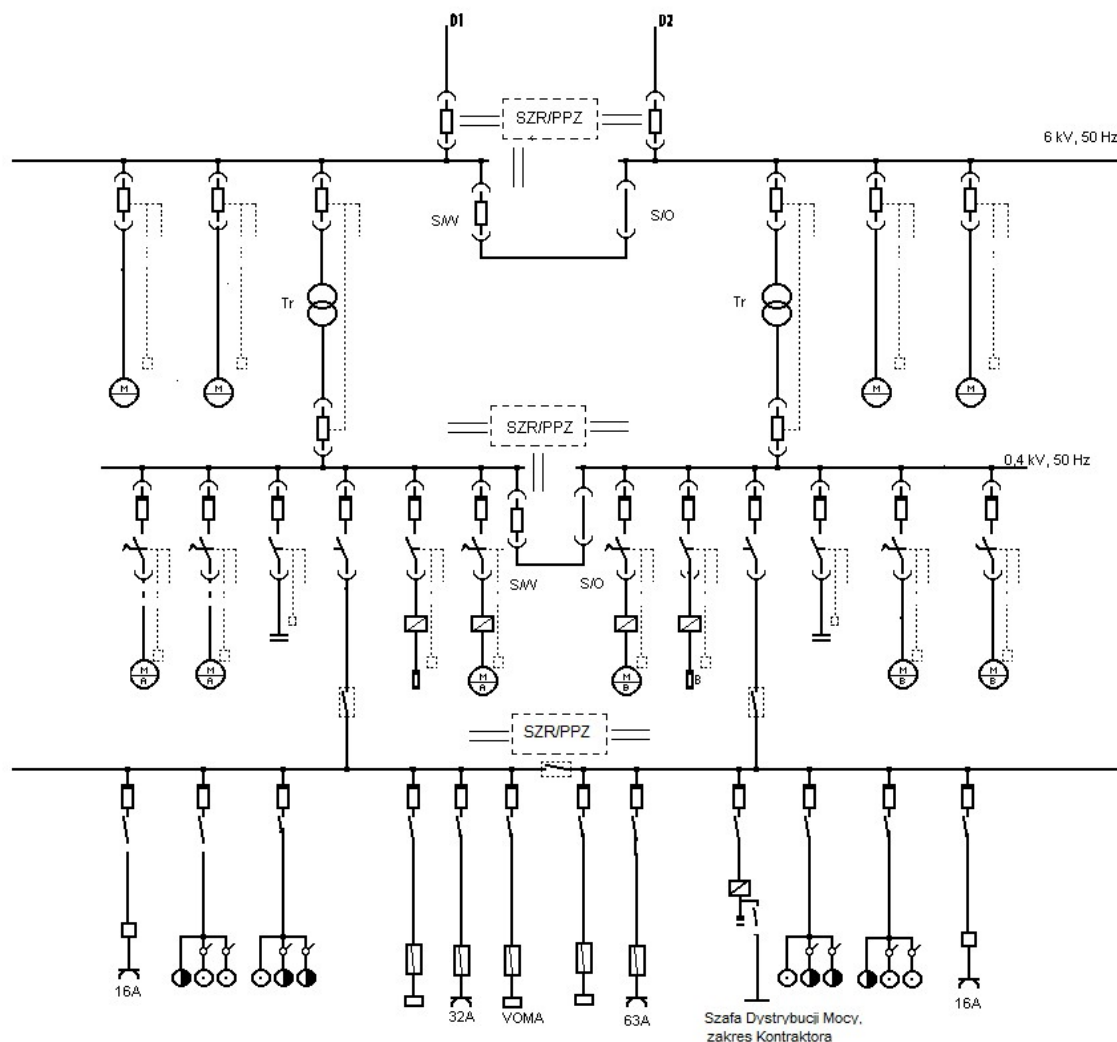 D1
D2
SZR/PPZ
6 kV, 50 Hz
S/W
S/O
Tr
Tr
M
M
M
M
SZR/PPZ
0,4 kV, 50 Hz
S/W
S/O
M
A
M
A
M
A
M
B
B
M
B
M
B
SZR/PPZ
16A
32A
VOMA
63A
16A
Szafa Dystrybucji Mocy,
zakres Kontraktora